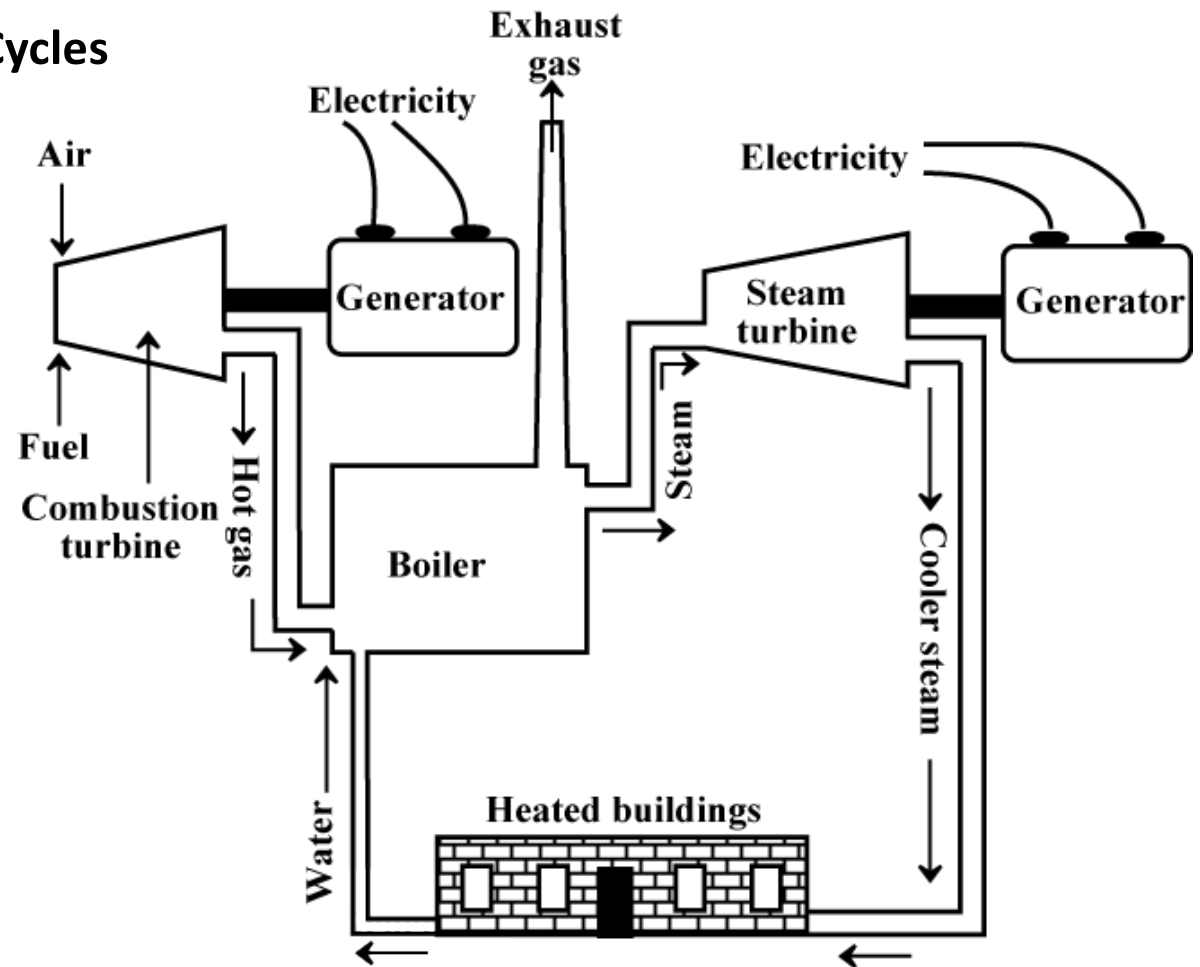 Cycles
Exhaust
gas
Electricity
Air
Electricity
Generator
Steam
turbine
Generator
Fuel
Combustion
turbine
Hot gas
Steam
Boiler
Cooler steam
Heated buildings
Water